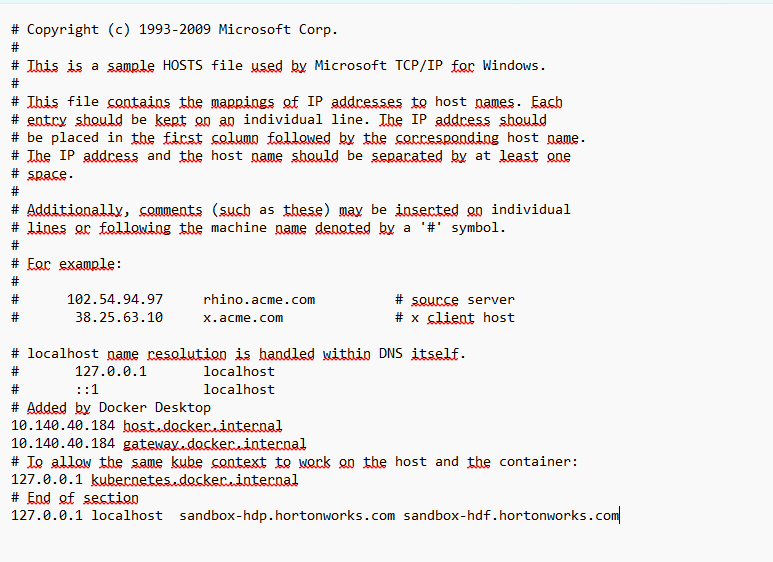 # Copyright (c) 1993-2009 Microsoft Corp.
#
# This is a sample HOSTS file used by Microsoft TCP/IP for Windows.
#
# This file contains the mappings of IP addresses to host names. Each
# entry should be kept on an individual line. The IP address should
# be placed in the first column followed by the corresponding host name.
# The IP address and the host name should be separated by at least one
# space.
#
# Additionally, comments (such as these) may be inserted on individual
# lines or following the machine name denoted by a '#' symbol.
#
# For example:
#
#      102.54.94.97     rhino.acme.com          # source server
#       38.25.63.10     x.acme.com              # x client host

# localhost name resolution is handled within DNS itself.
#       127.0.0.1       localhost
#       ::1             localhost
# Added by Docker Desktop
10.140.40.184 host.docker.internal
10.140.40.184 gateway.docker.internal
# To allow the same kube context to work on the host and the container:
127.0.0.1 kubernetes.docker.internal
# End of section
127.0.0.1 localhost  sandbox-hdp.hortonworks.com sandbox-hdf.hortonworks.com